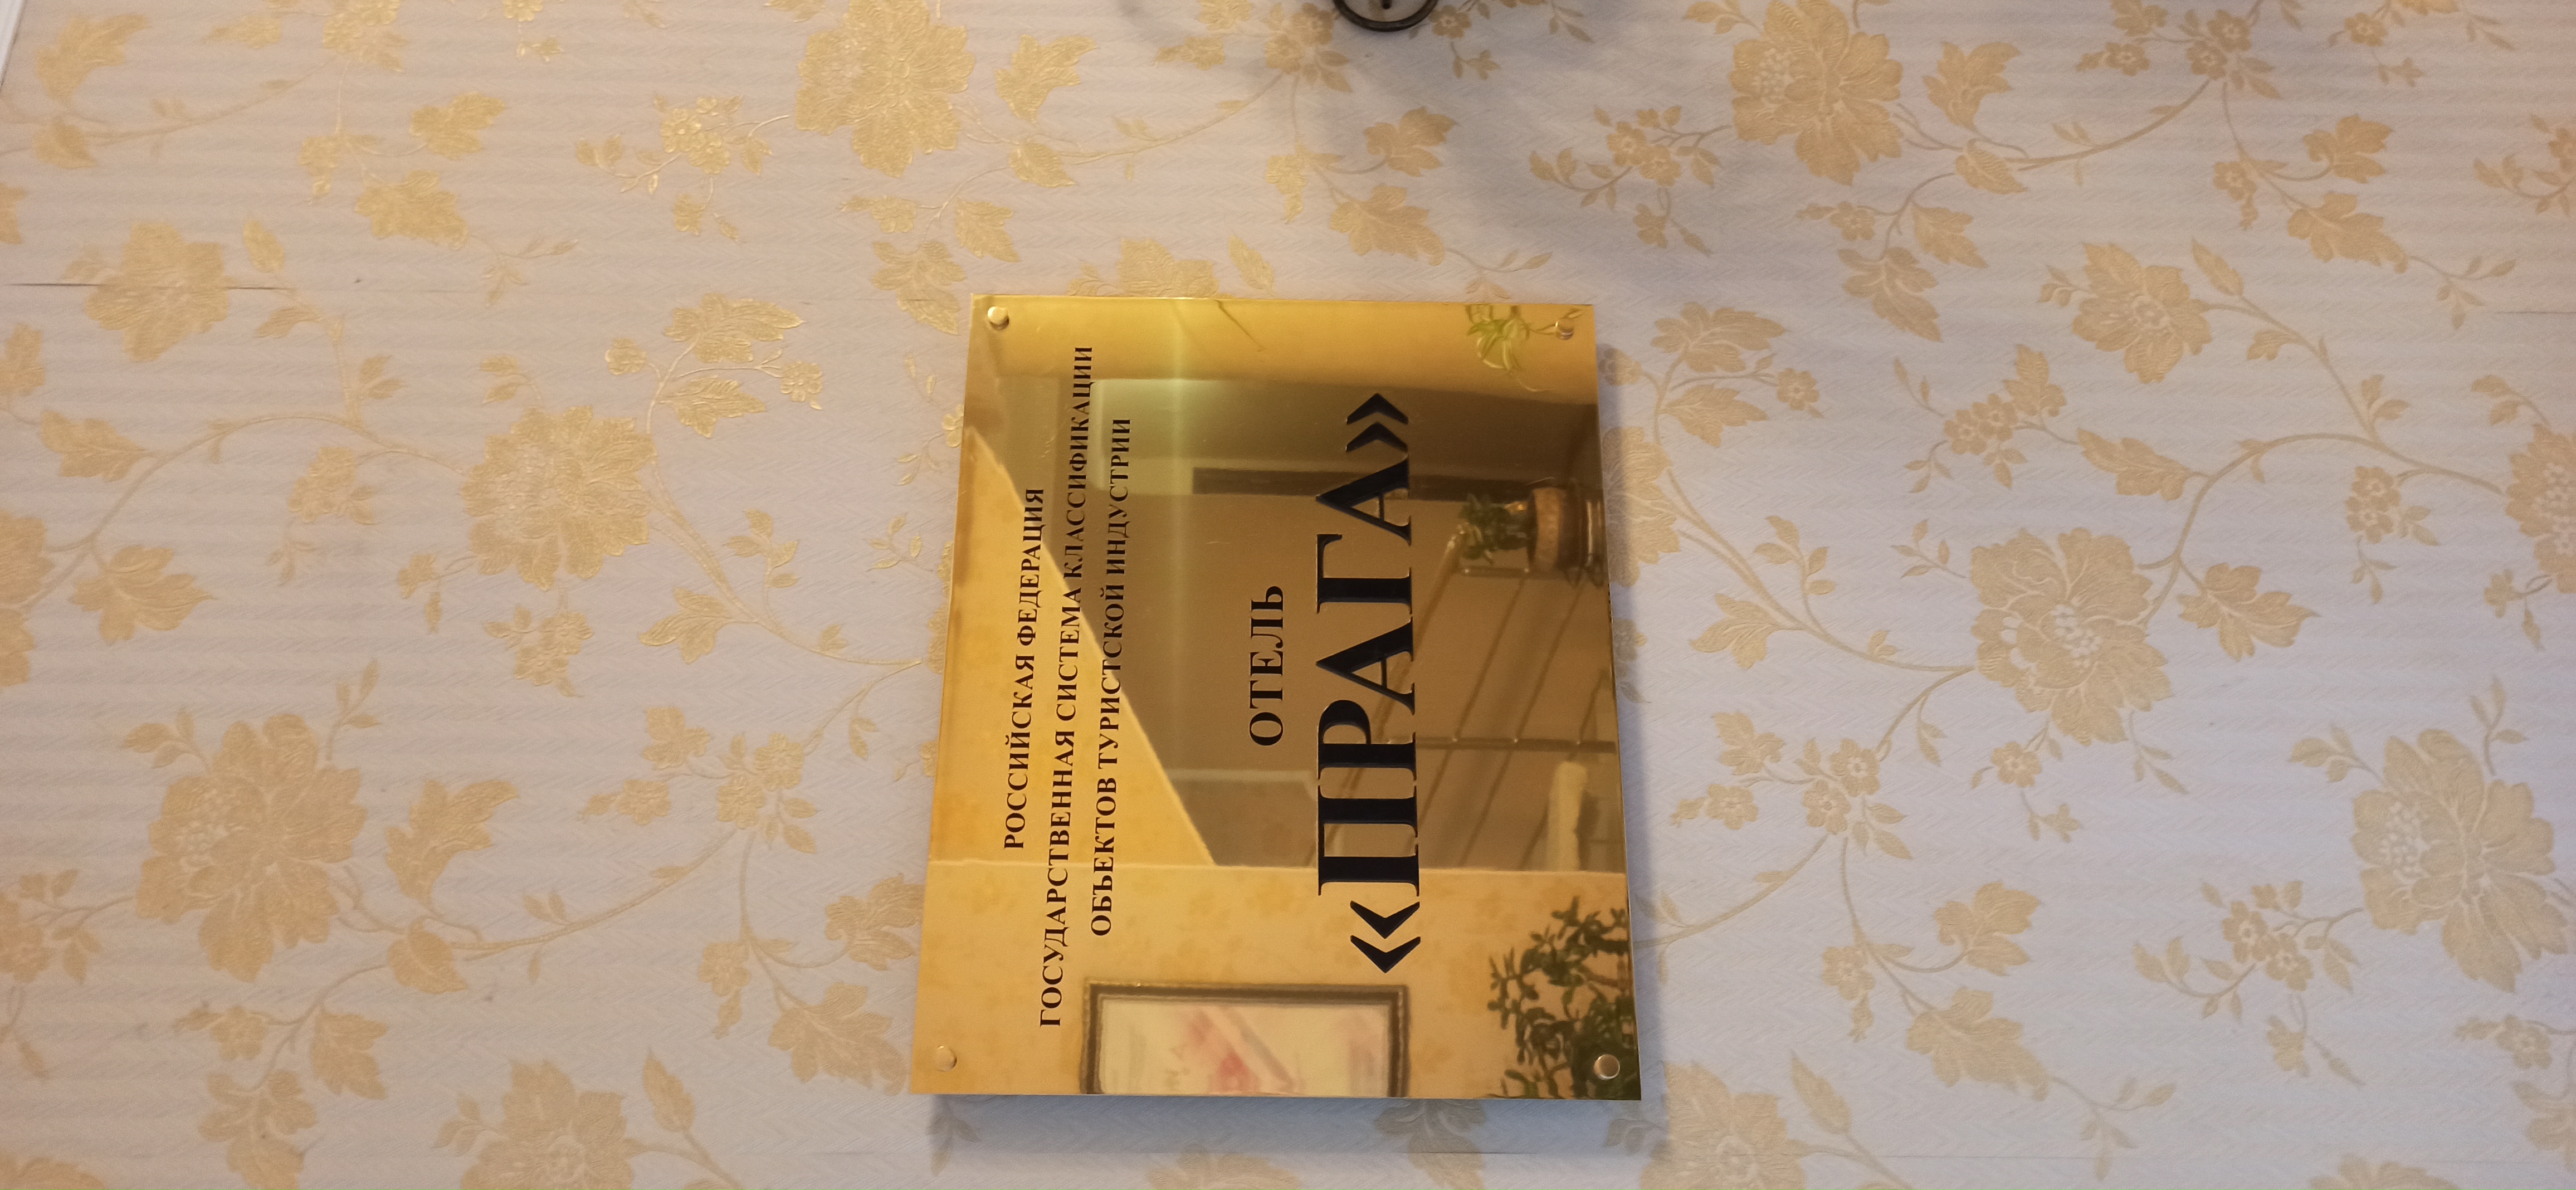 РОССИЙСКАЯ ФЕДЕРАЦИЯ
ГОСУДАРСТВЕННАЯ СИСТЕМА КЛАССИФИКАЦИИ
ОБЪЕКТОВ ТУРИСТСКОЙ ИНДУСТРИИ
ОТЕЛЬ
«ПРАГА»